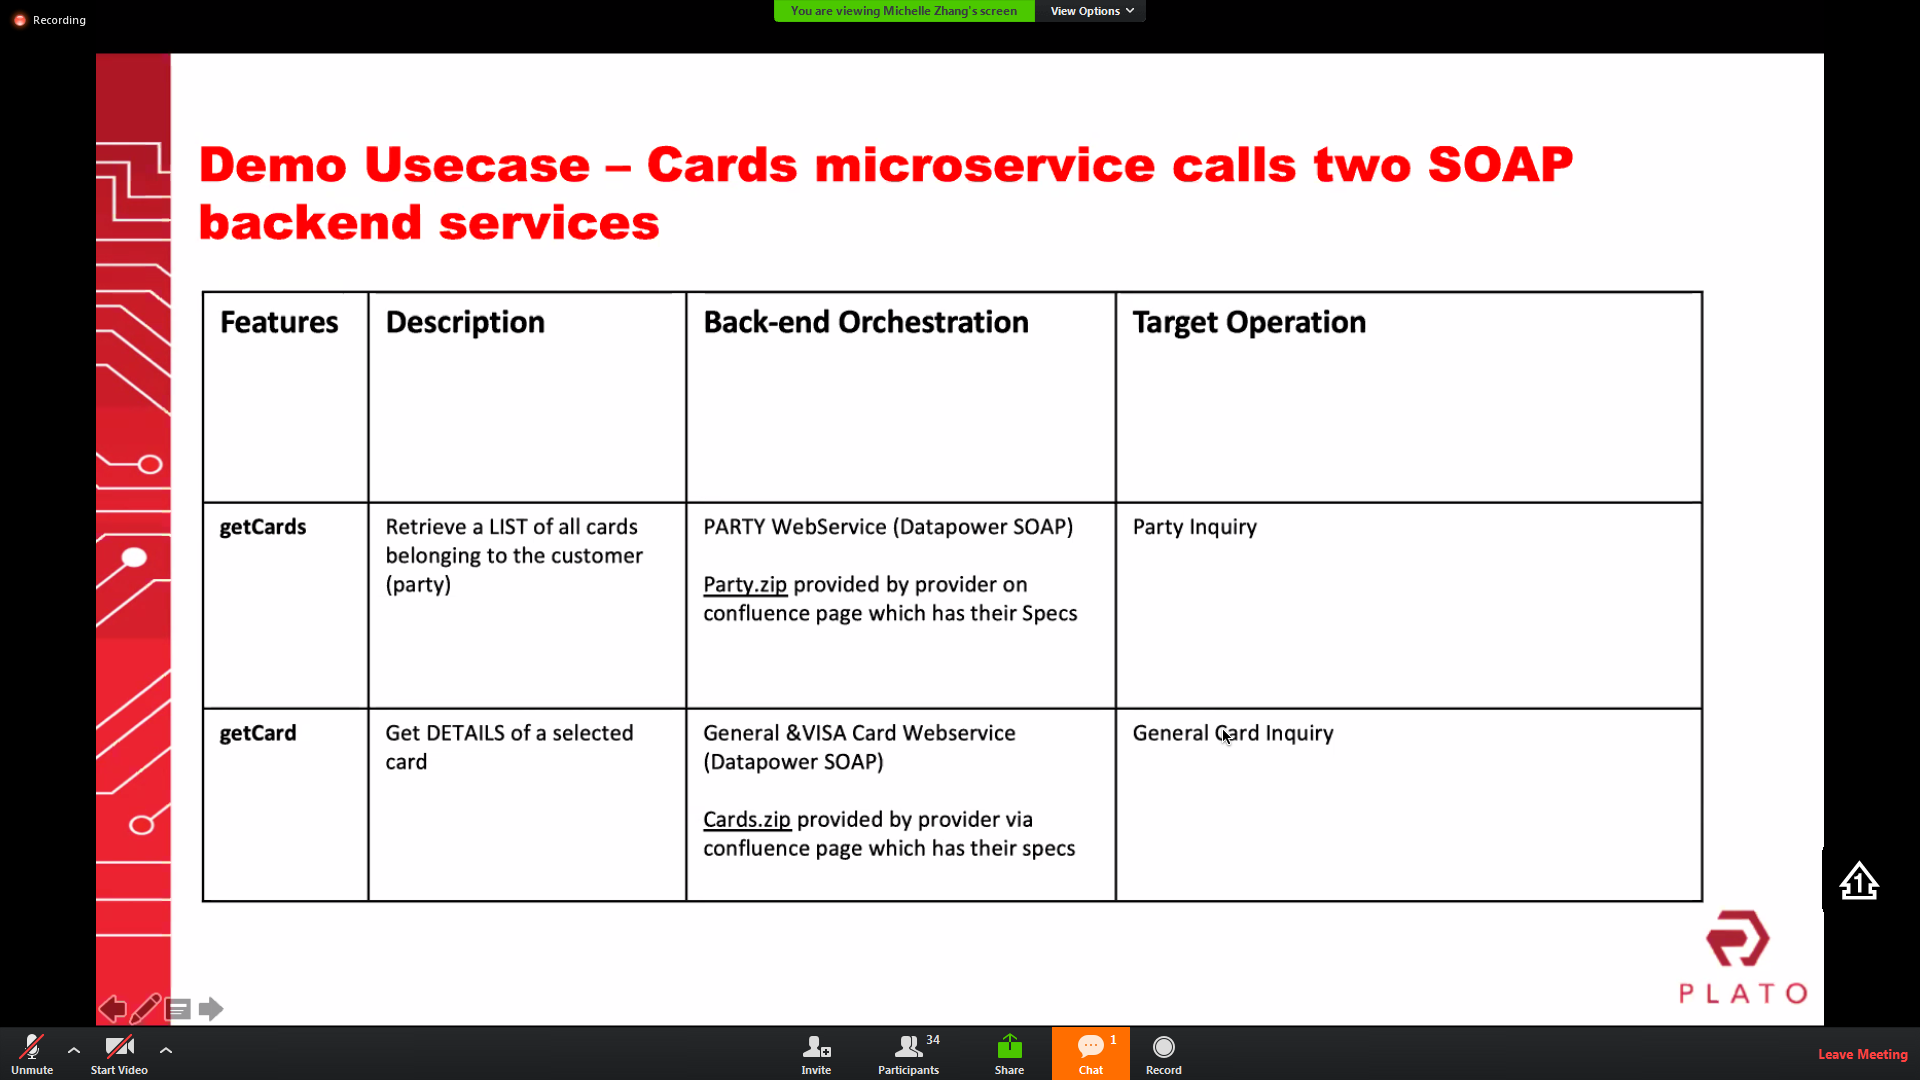 Recording
You are viewing Michelle Zhang's screen
View Options
Demo Usecase – Cards microservice calls two SOAP
backend services
Features
Description
Back-end Orchestration
Target Operation
getCards
Retrieve a LIST of all cards
belonging to the customer
(party)
PARTY WebService (Datapower SOAP)
Party.zip provided by provider on
confluence page which has their Specs
Party Inquiry
getCard
Get DETAILS of a selected
card
General &VISA Card Webservice
(Datapower SOAP)
Cards.zip provided by provider via
confluence page which has their specs
General Card Inquiry
1
PLATO
Unmute
Start Video
Invite
34
Participants
Share
1
Chat
Record
Leave Meeting